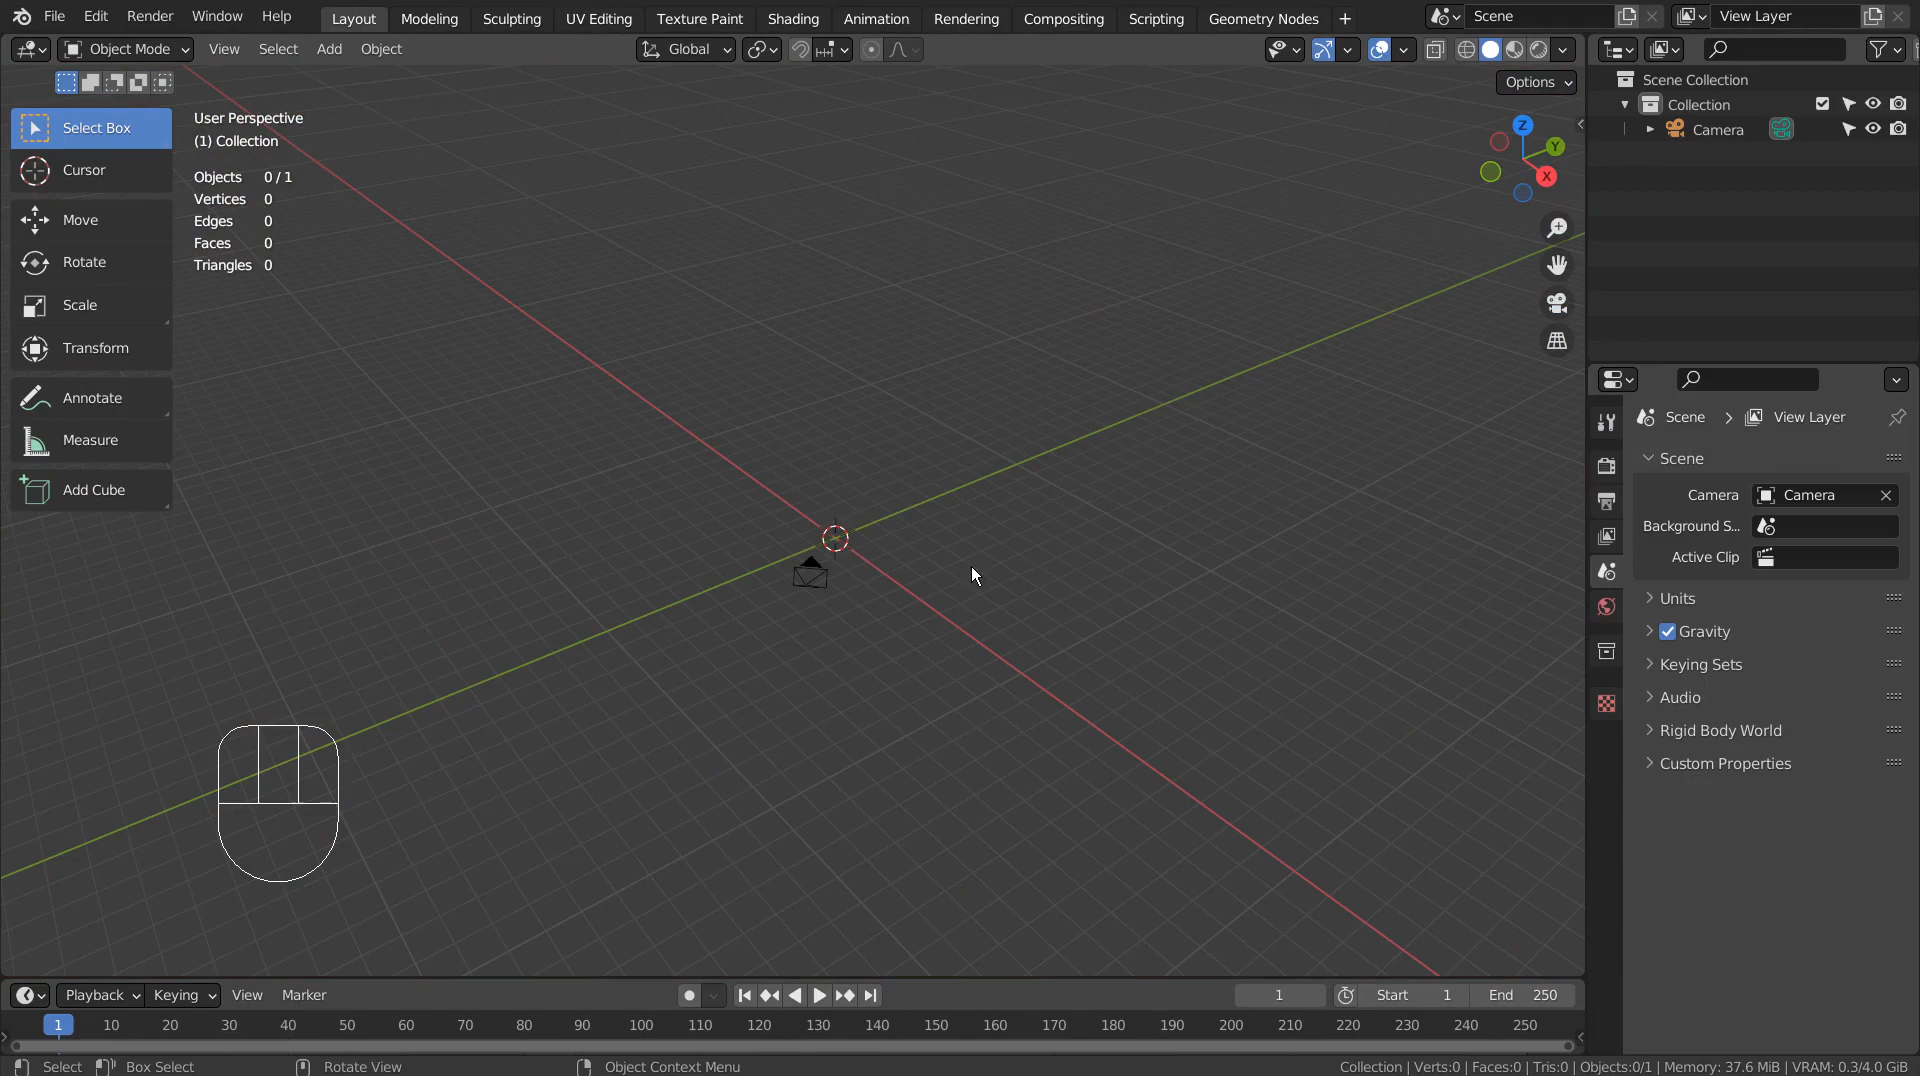 File Edit Render Window Help Layout Modeling Sculpting UV Editing Texture Paint Shading Animation Rendering Compositing Scripting Geometry Nodes + Scene View Layer
Object Mode View Select Add Object Global
Options
Select Box
Cursor
Move
Rotate
Scale
Transform
Annotate
Measure
Add Cube
User Perspective
(1) Collection
Objects 0 / 1
Vertices 0
Edges 0
Faces 0
Triangles 0
Z
Y
X
Scene Collection
Collection
Camera
Scene View Layer
Scene
Camera Camera
Background S...
Active Clip
Units
Gravity
Keying Sets
Audio
Rigid Body World
Custom Properties
Playback Keying View Marker 1 Start 1 End 250
1 10 20 30 40 50 60 70 80 90 100 110 120 130 140 150 160 170 180 190 200 210 220 230 240 250
Select Box Select Rotate View Object Context Menu Collection | Verts:0 | Faces:0 | Tris:0 | Objects:0/1 | Memory: 37.6 MiB | VRAM: 0.3/4.0 GiB